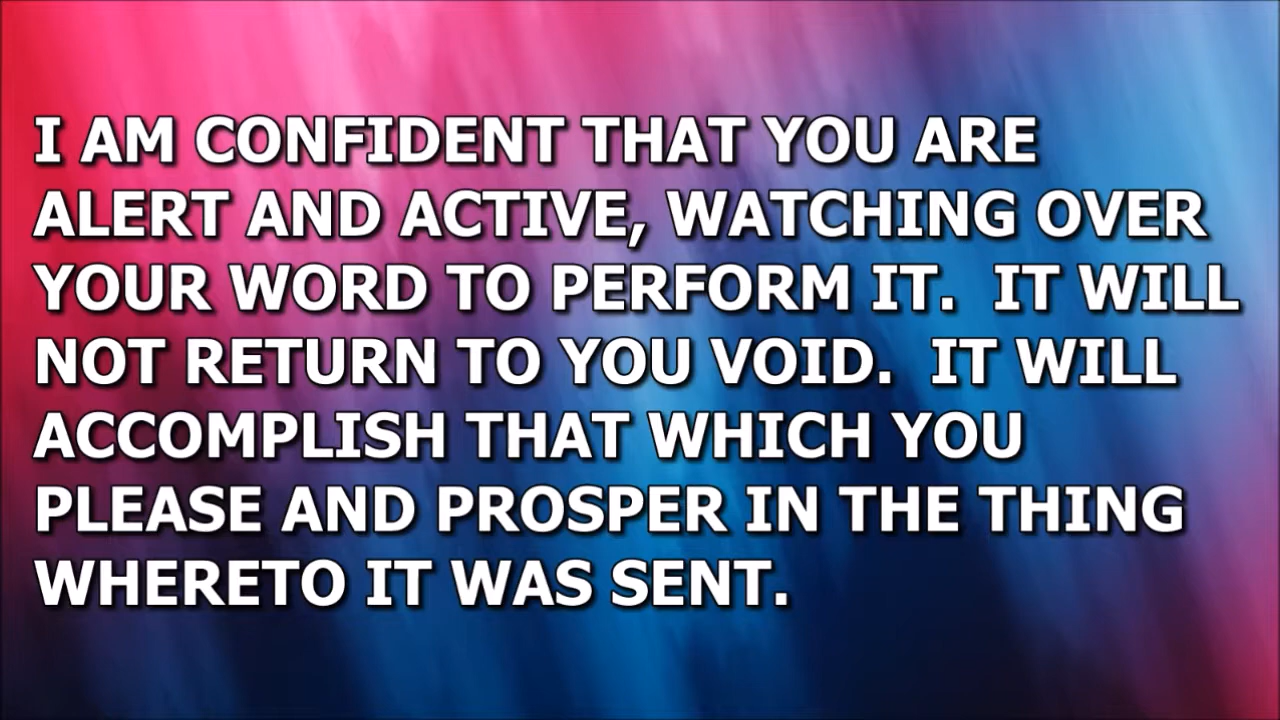 I AM CONFIDENT THAT YOU ARE
ALERT AND ACTIVE, WATCHING OVER
YOUR WORD TO PERFORM IT.  IT WILL
NOT RETURN TO YOU VOID.  IT WILL
ACCOMPLISH THAT WHICH YOU
PLEASE AND PROSPER IN THE THING
WHERETO IT WAS SENT.